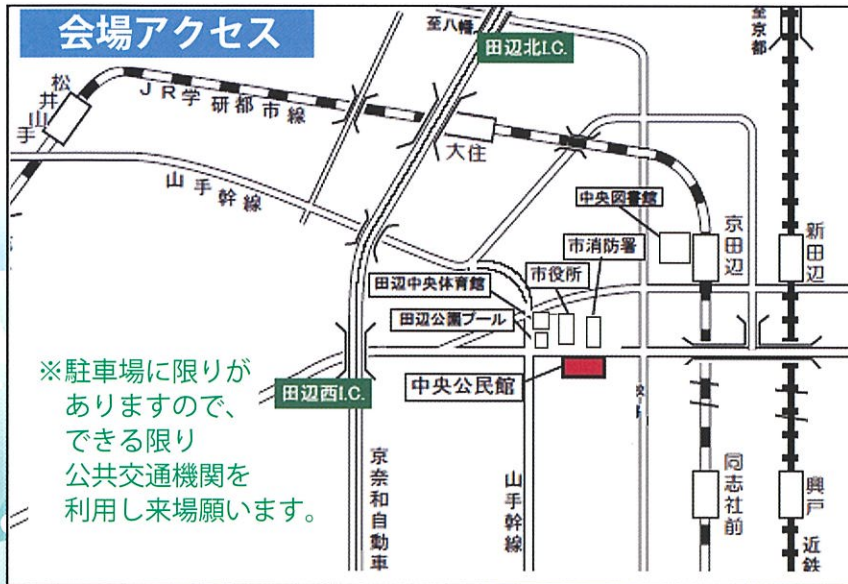 会場アクセス
至八幡
田辺北I.C.
至京都
松井山手
JR学研都市線
大住
山手幹線
中央図書館
京田辺
新田辺
市消防署
市役所
田辺中央体育館
田辺公園プール
※駐車場に限りが
ありますので、
できる限り
公共交通機関を
利用し来場願います。
田辺西I.C.
中央公民館
京奈和自動車
山手幹線
同志社前
興戸
近鉄